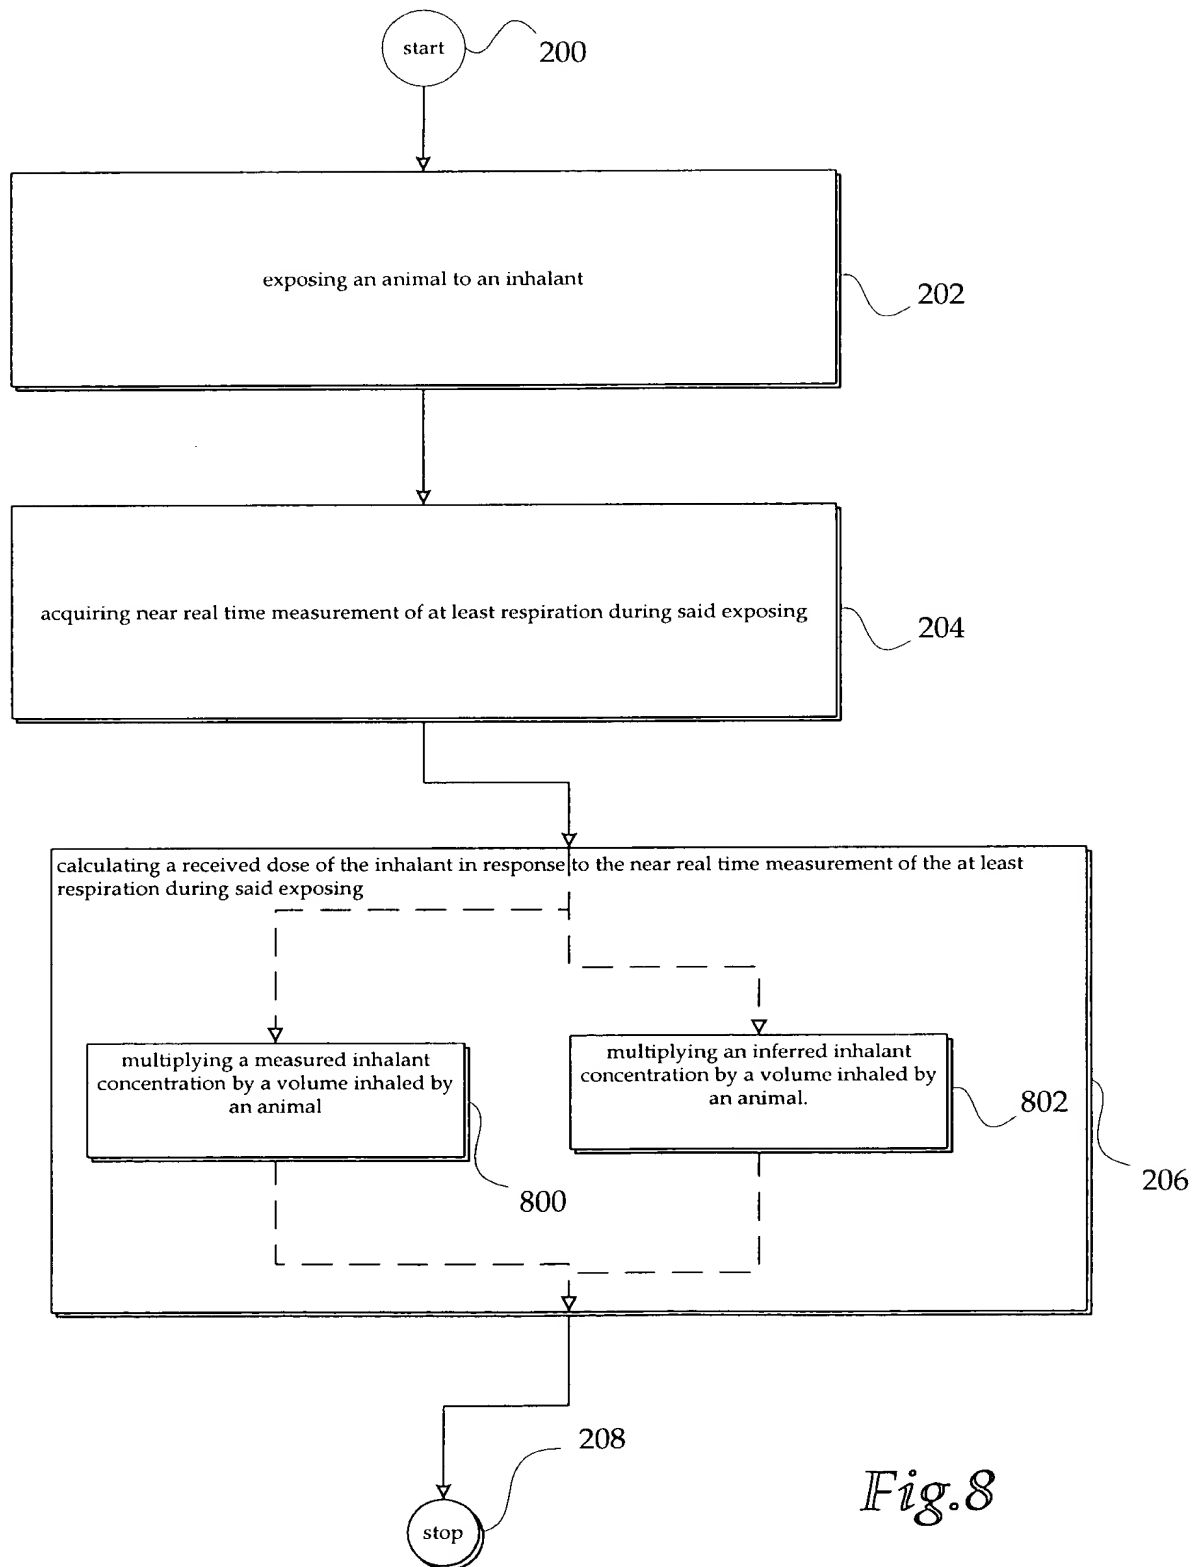 start
200
exposing an animal to an inhalant
202
acquiring near real time measurement of at least respiration during said exposing
204
calculating a received dose of the inhalant in response to the near real time measurement of the at least
respiration during said exposing
multiplying a measured inhalant
concentration by a volume inhaled by
an animal
800
multiplying an inferred inhalant
concentration by a volume inhaled by
an animal.
802
206
208
stop
Fig.8